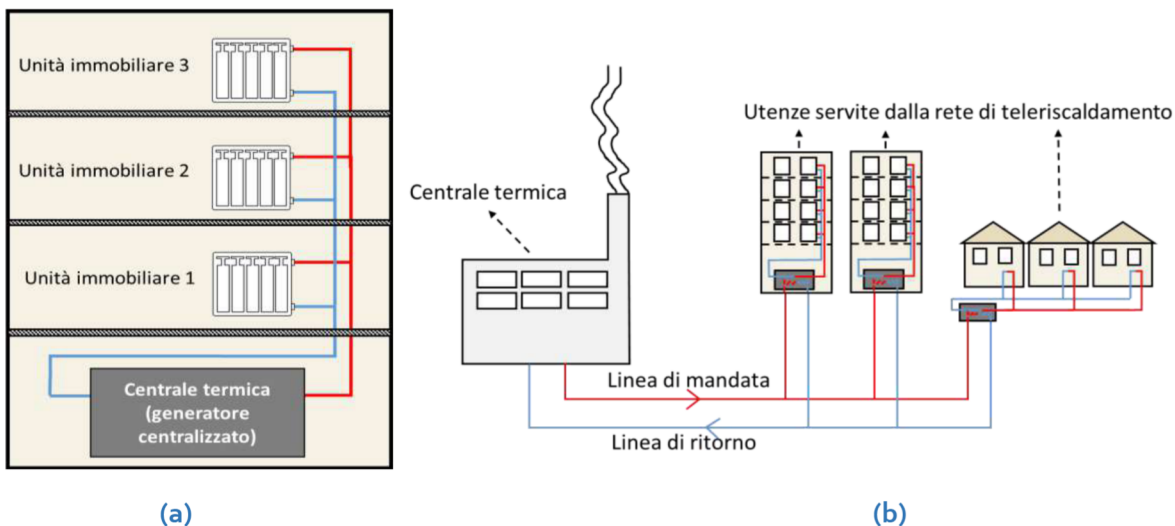 Unità immobiliare 3
Unità immobiliare 2
Unità immobiliare 1
Centrale termica
(generatore
centralizzato)
(a)
Utenze servite dalla rete di teleriscaldamento
Centrale termica
Linea di mandata
Linea di ritorno
(b)